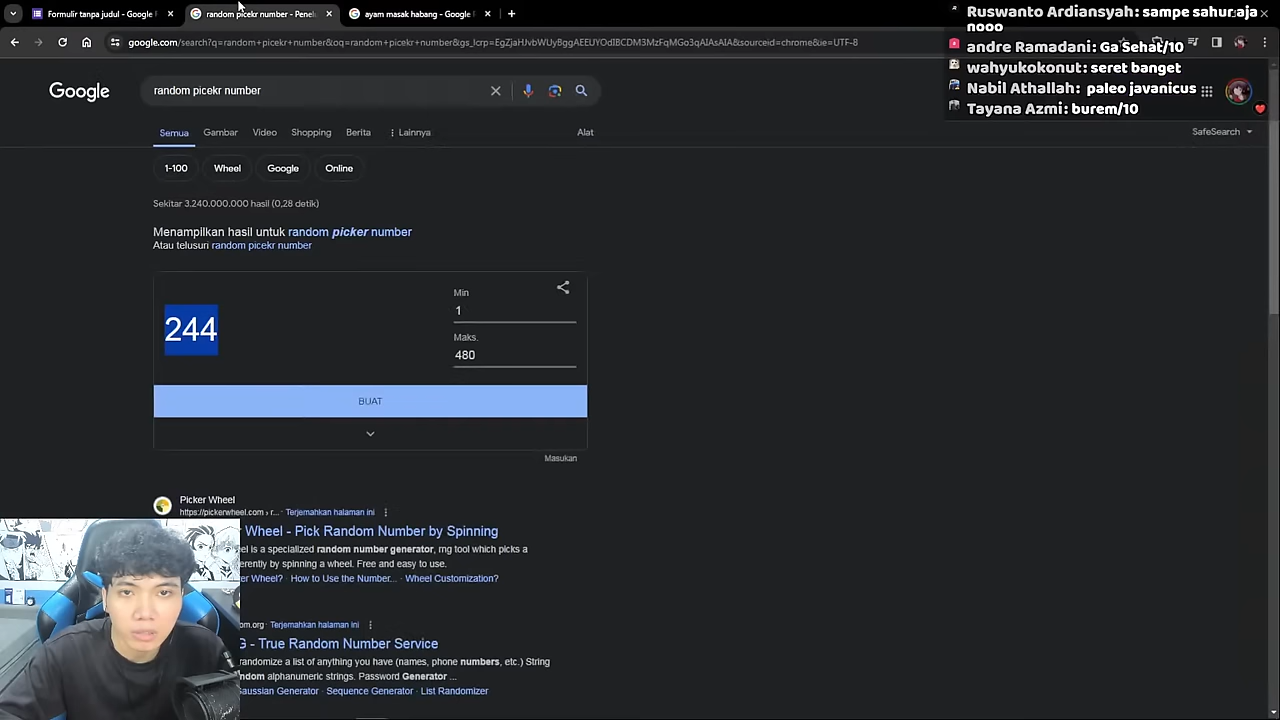 Formulir tanpa judul - Google F
random picekr number - Penelu
ayam masak habang - Google
google.com/search?q=random+picekr+number&oq=random+picekr+number&gs_lcrp=EgZjaHJvbWUyBggAEEUYOdIBCDM3MzFqMGo3qAIAsAIA&sourceid=chrome&ie=UTF-8
Ruswanto Ardiansyah: sampe sahur aja
nooo
andre Ramadani: Ga Sehat/10
wahyukokonut: seret banget
Nabil Athallah: paleo javanicus
Tayana Azmi: burem/10
Google
random picekr number
Semua
Gambar
Video
Shopping
Berita
Lainnya
Alat
SafeSearch
1-100
Wheel
Google
Online
Sekitar 3.240.000.000 hasil (0,28 detik)
Menampilkan hasil untuk random picker number
Atau telusuri random picekr number
244
Min
1
Maks.
480
BUAT
Masukan
Picker Wheel
https://pickerwheel.com › r... · Terjemahkan halaman ini
Wheel - Pick Random Number by Spinning
el is a specialized random number generator, rng tool which picks a
erently by spinning a wheel. Free and easy to use.
er Wheel? · How to Use the Number... · Wheel Customization?
om.org · Terjemahkan halaman ini
G - True Random Number Service
randomize a list of anything you have (names, phone numbers, etc.) String
ndom alphanumeric strings. Password Generator ...
aussian Generator · Sequence Generator · List Randomizer